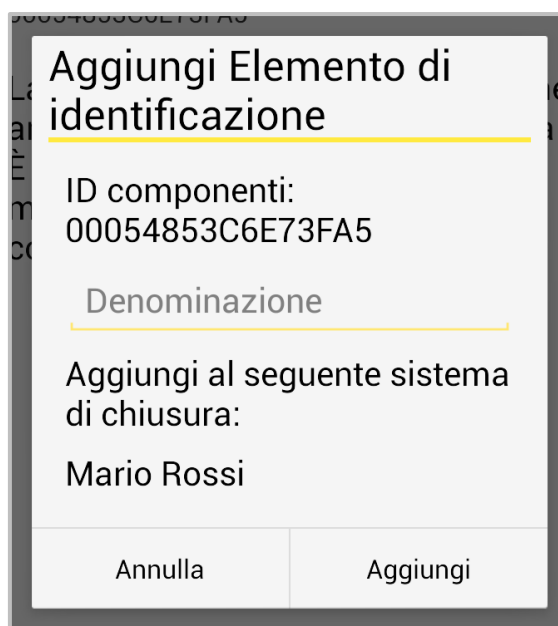 Aggiungi Elemento di
identificazione
ID componenti:
00054853C6E73FA5
Denominazione
Aggiungi al seguente sistema
di chiusura:
Mario Rossi
Annulla
Aggiungi